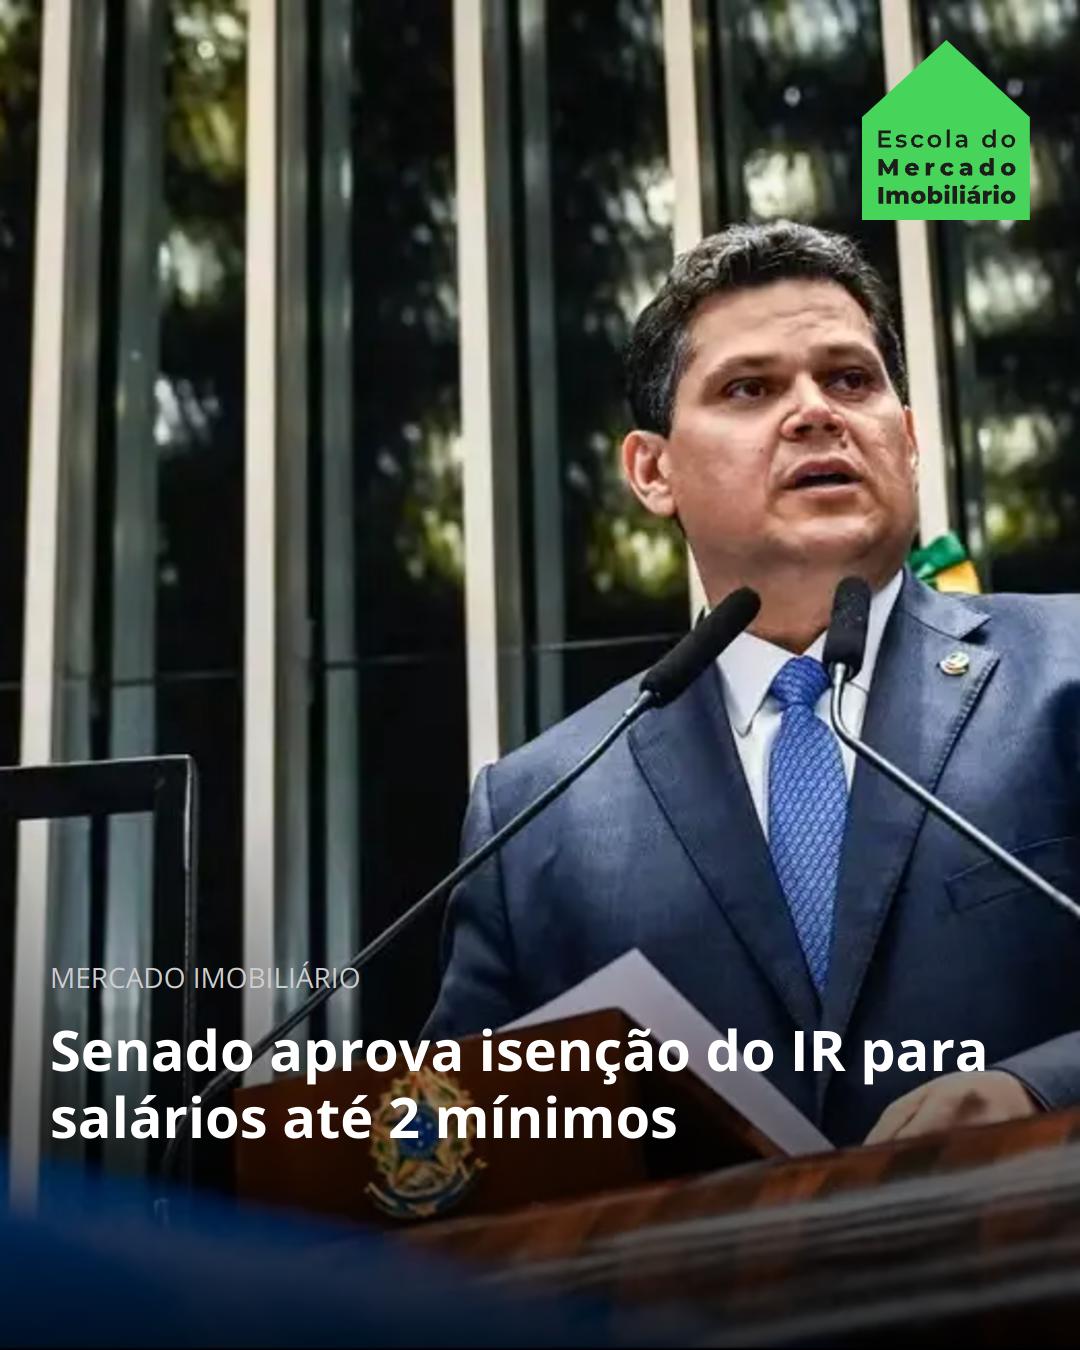 Escola do
Mercado
Imobiliário
MERCADO IMOBILIÁRIO
Senado aprova isenção do IR para
salários até 2 mínimos